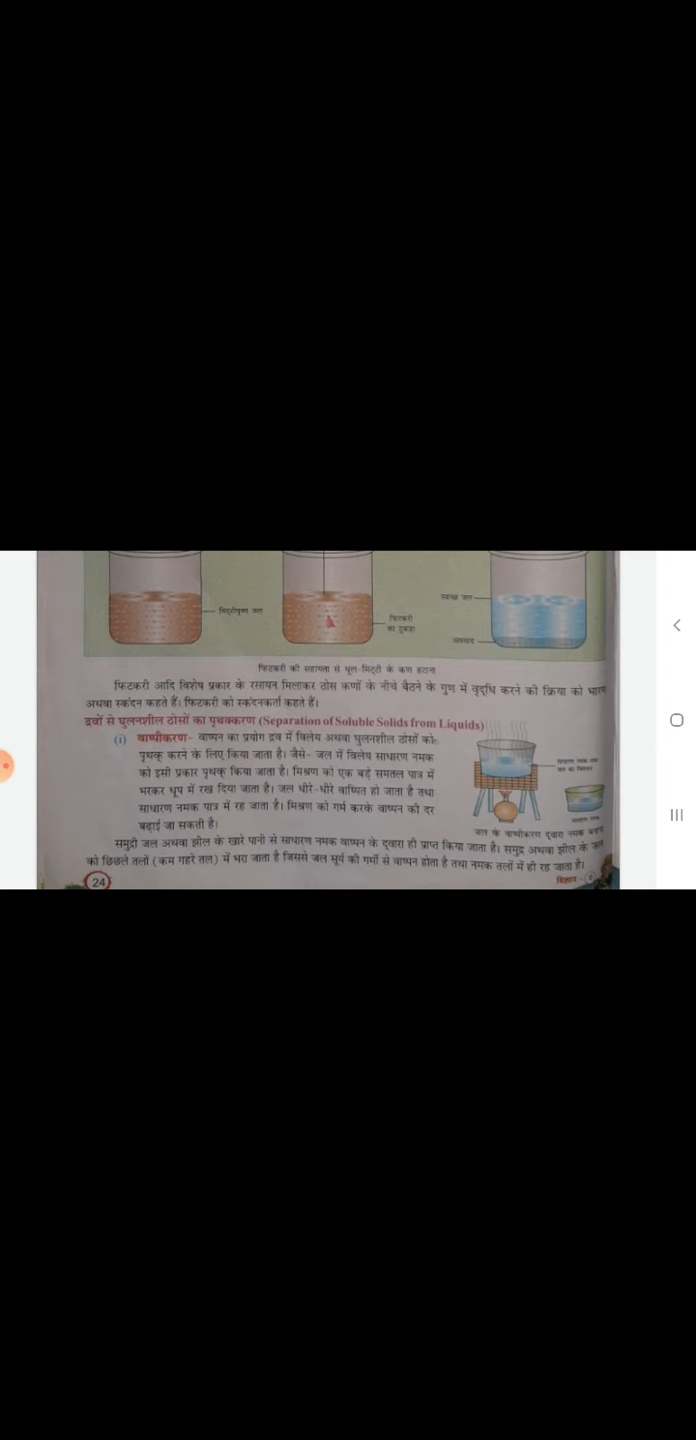 मिट्टीयुक्त जल
फिटकरी
का टुकड़ा
स्वच्छ जल
अवसाद
फिटकरी की सहायता से धूल-मिट्टी के कण हटाना
फिटकरी आदि विशेष प्रकार के रसायन मिलाकर ठोस कणों के नीचे बैठने के गुण में वृद्धि करने की क्रिया को भारण
अथवा स्कंदन कहते हैं। फिटकरी को स्कंदनकर्ता कहते हैं।
द्रवों से घुलनशील ठोसों का पृथक्करण (Separation of Soluble Solids from Liquids)
(i) वाष्पीकरण- वाष्पन का प्रयोग द्रव में विलेय अथवा घुलनशील ठोसों को
पृथक् करने के लिए किया जाता है। जैसे- जल में विलेय साधारण नमक
को इसी प्रकार पृथक् किया जाता है। मिश्रण को एक बड़े समतल पात्र में
भरकर धूप में रख दिया जाता है। जल धीरे-धीरे वाष्पित हो जाता है तथा
साधारण नमक पात्र में रह जाता है। मिश्रण को गर्म करके वाष्पन की दर
बढ़ाई जा सकती है।
साधारण नमक
जल के वाष्पीकरण द्वारा नमक बनाना
समुद्री जल अथवा झील के खारे पानी से साधारण नमक वाष्पन के द्वारा ही प्राप्त किया जाता है। समुद्र अथवा झील के जल
को छिछले तलों (कम गहरे तल) में भरा जाता है जिससे जल सूर्य की गर्मी से वाष्पन होता है तथा नमक तलों में ही रह जाता है।
24
विज्ञान -